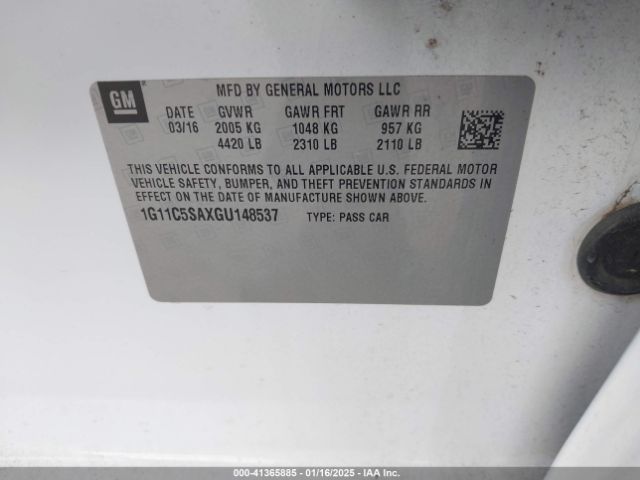 GM
MFD BY GENERAL MOTORS LLC
DATE GVWR GAWR FRT GAWR RR
03/16 2005 KG 1048 KG 957 KG
4420 LB 2310 LB 2110 LB
THIS VEHICLE CONFORMS TO ALL APPLICABLE U.S. FEDERAL MOTOR
VEHICLE SAFETY, BUMPER, AND THEFT PREVENTION STANDARDS IN
EFFECT ON THE DATE OF MANUFACTURE SHOWN ABOVE.
1G11C5SAXGU148537 TYPE: PASS CAR
000-41365885 | 01/16/2025 | IAAI.COM